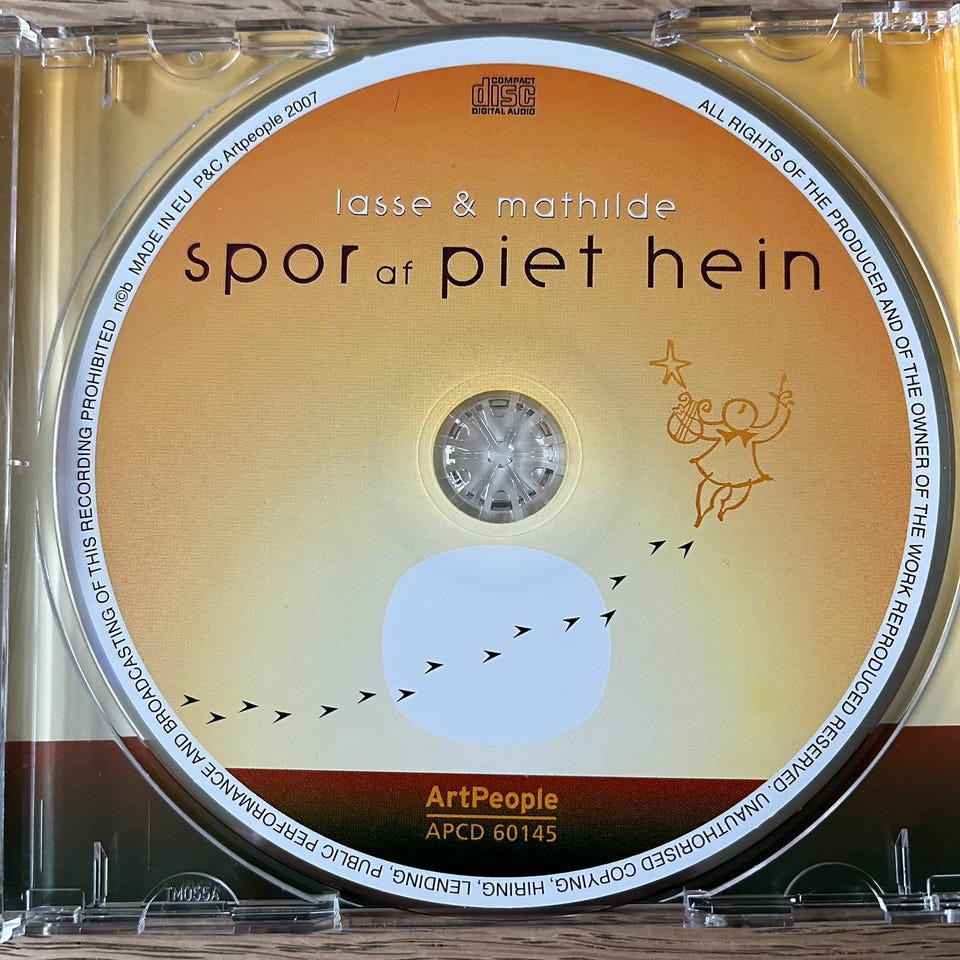 COMPACT
disc
DIGITAL AUDIO
lasse & mathilde
spor af piet hein
ArtPeople
APCD 60145
ALL RIGHTS OF THE PRODUCER AND OF THE OWNER OF THE WORK REPRODUCED RESERVED. UNAUTHORISED COPYING, HIRING, LENDING, PUBLIC PERFORMANCE AND BROADCASTING OF THIS RECORDING PROHIBITED n©b MADE IN EU P&C Artpeople 2007
TM055A